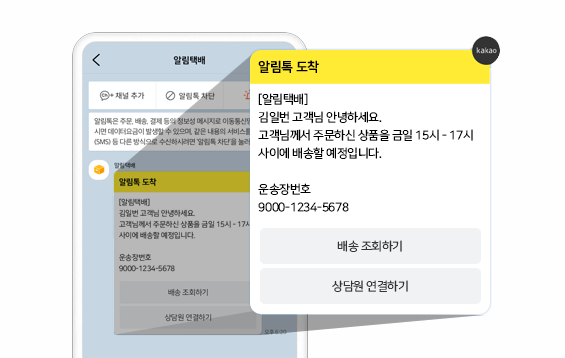 알림택배
채널 추가
알림톡 차단
알림톡은 주문, 배송, 결제 등의 정보성 메시지로 이동통신망
시면 데이터요금이 발생할 수 있으며, 같은 내용의 서비스를
(SMS) 등 다른 방식으로 수신하시려면 '알림톡 차단'을 눌러
알림택배
알림톡 도착
[알림택배]
김일번 고객님 안녕하세요.
고객님께서 주문하신 상품을 금일 15시 - 17시
사이에 배송할 예정입니다.
운송장번호
9000-1234-5678
배송 조회하기
상담원 연결하기
오후 6:20
kakao
알림톡 도착
[알림택배]
김일번 고객님 안녕하세요.
고객님께서 주문하신 상품을 금일 15시 - 17시
사이에 배송할 예정입니다.
운송장번호
9000-1234-5678
배송 조회하기
상담원 연결하기